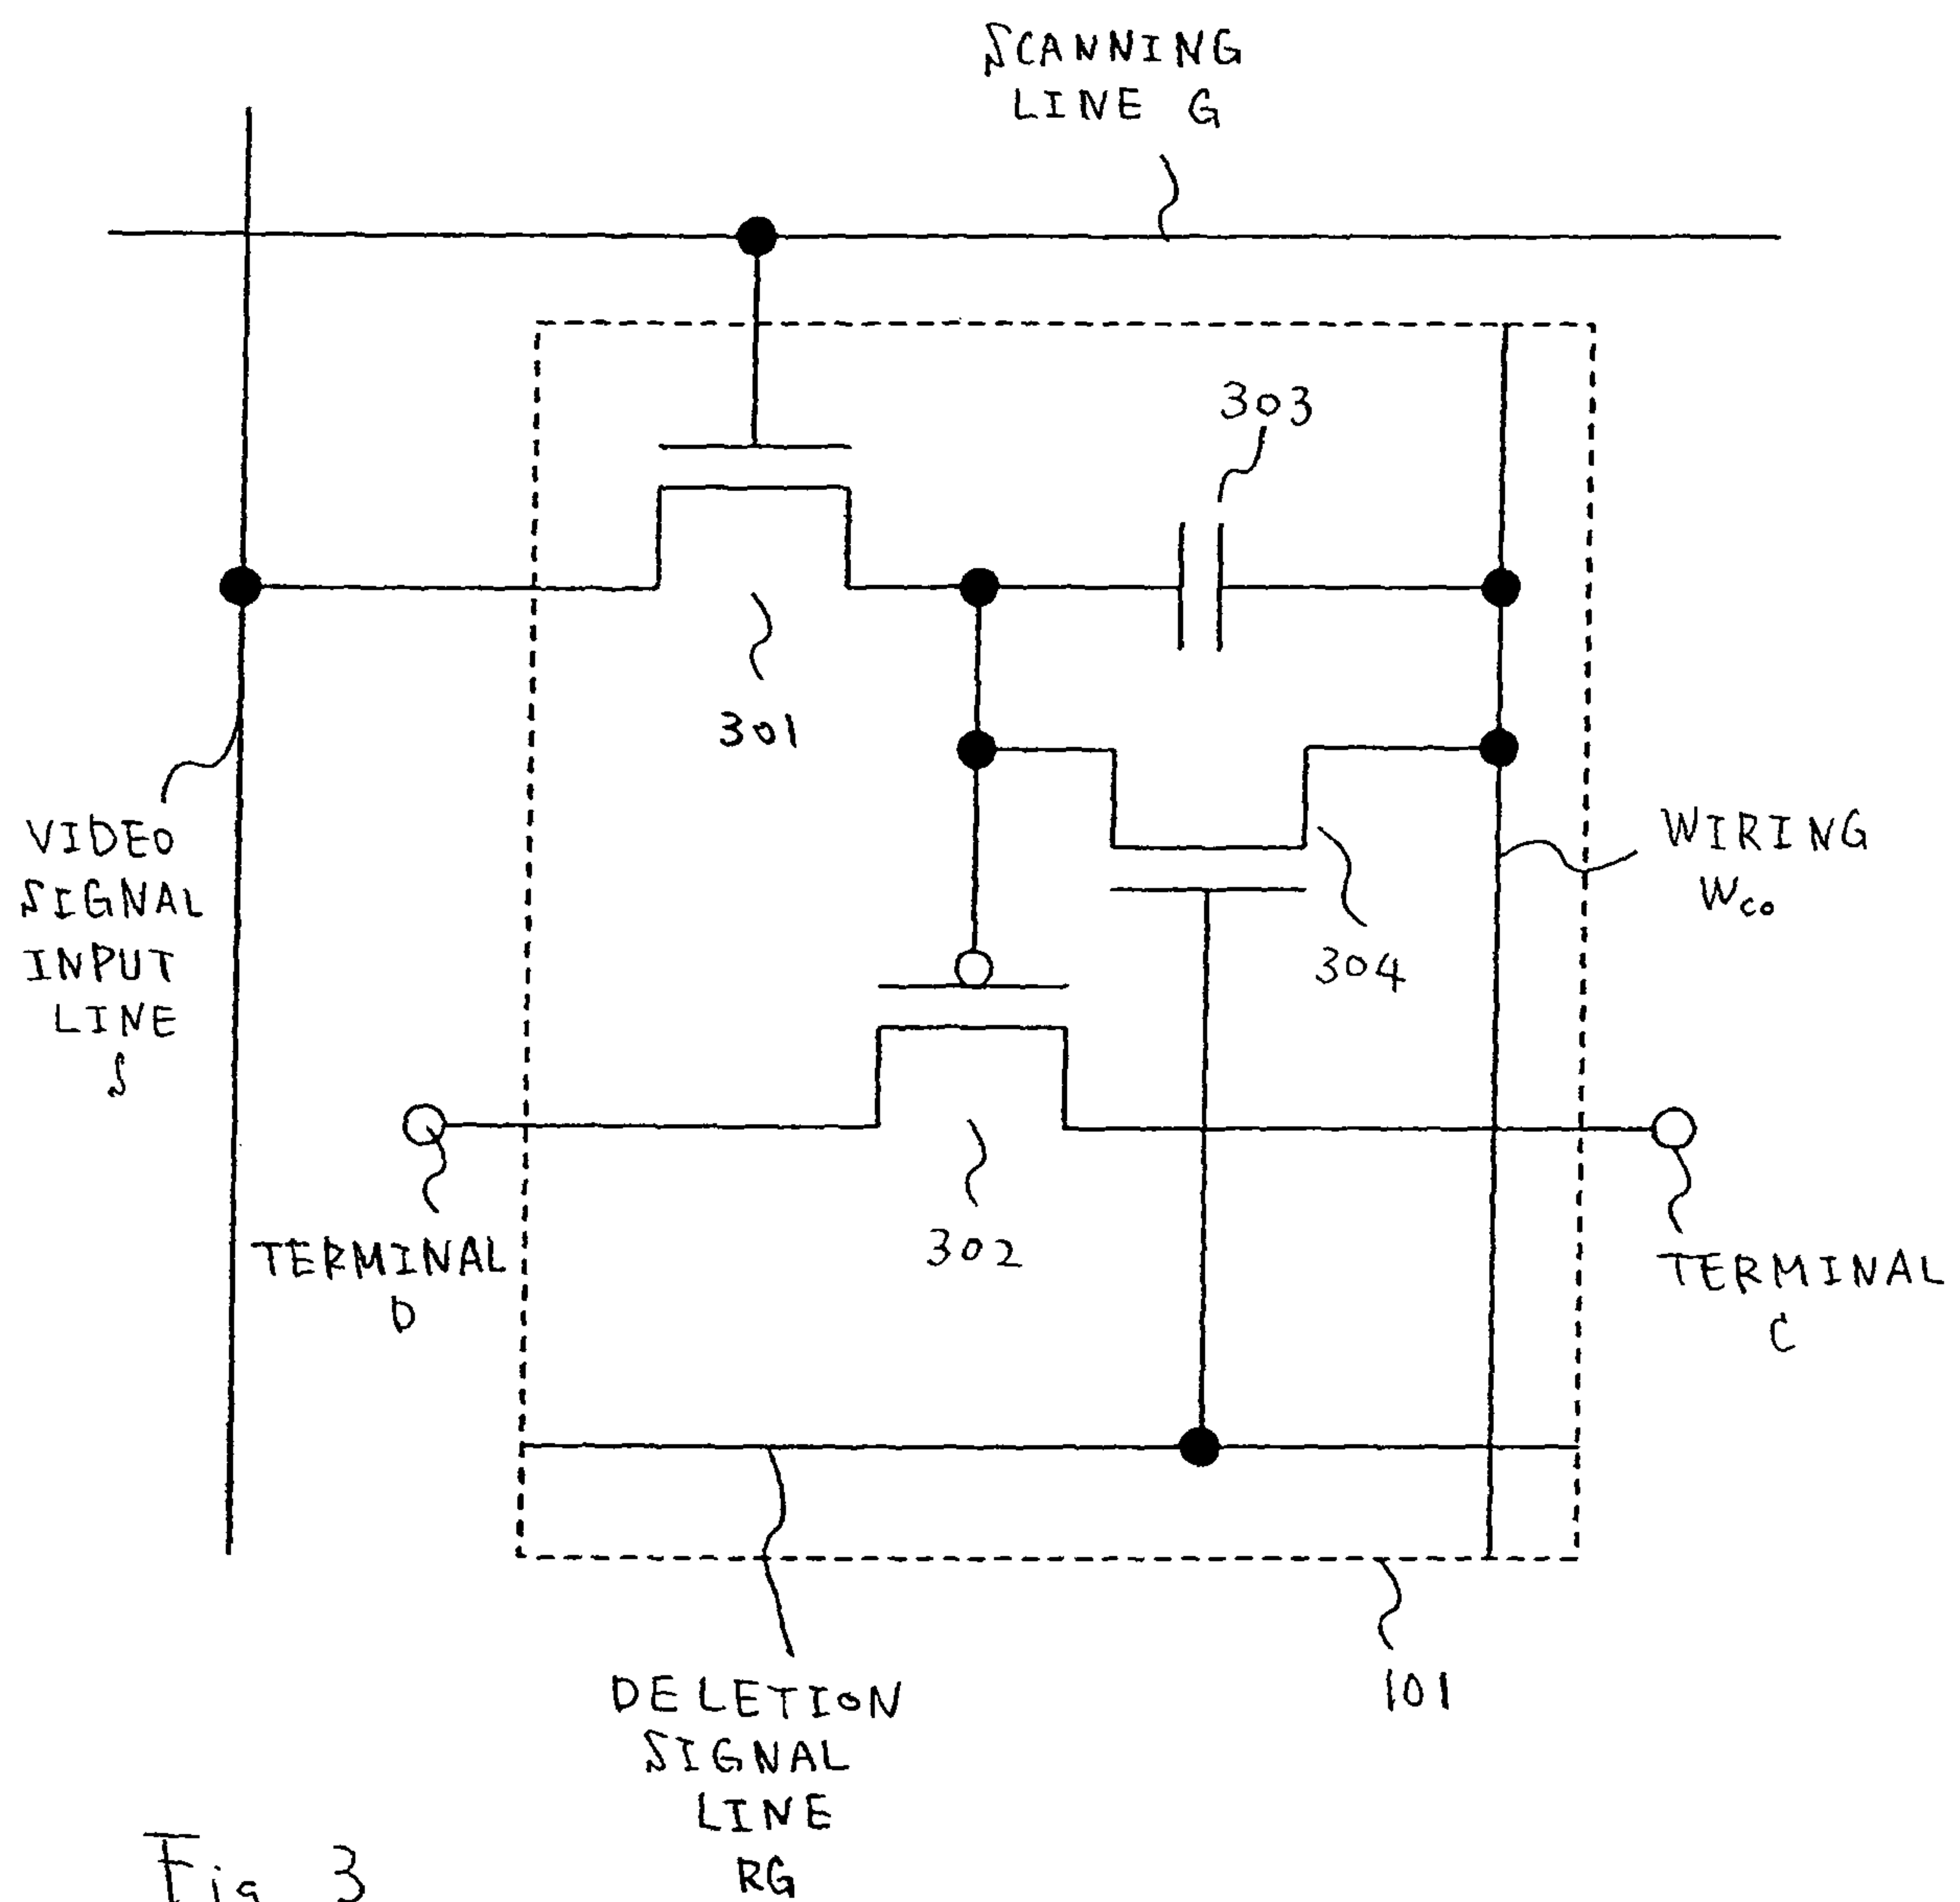 SCANNING
LINE G
303
301
VIDEO
SIGNAL
INPUT
LINE
S
WIRING
Wco
304
TERMINAL
D
302
TERMINAL
C
101
DELETION
SIGNAL
LINE
RG
Fig 3